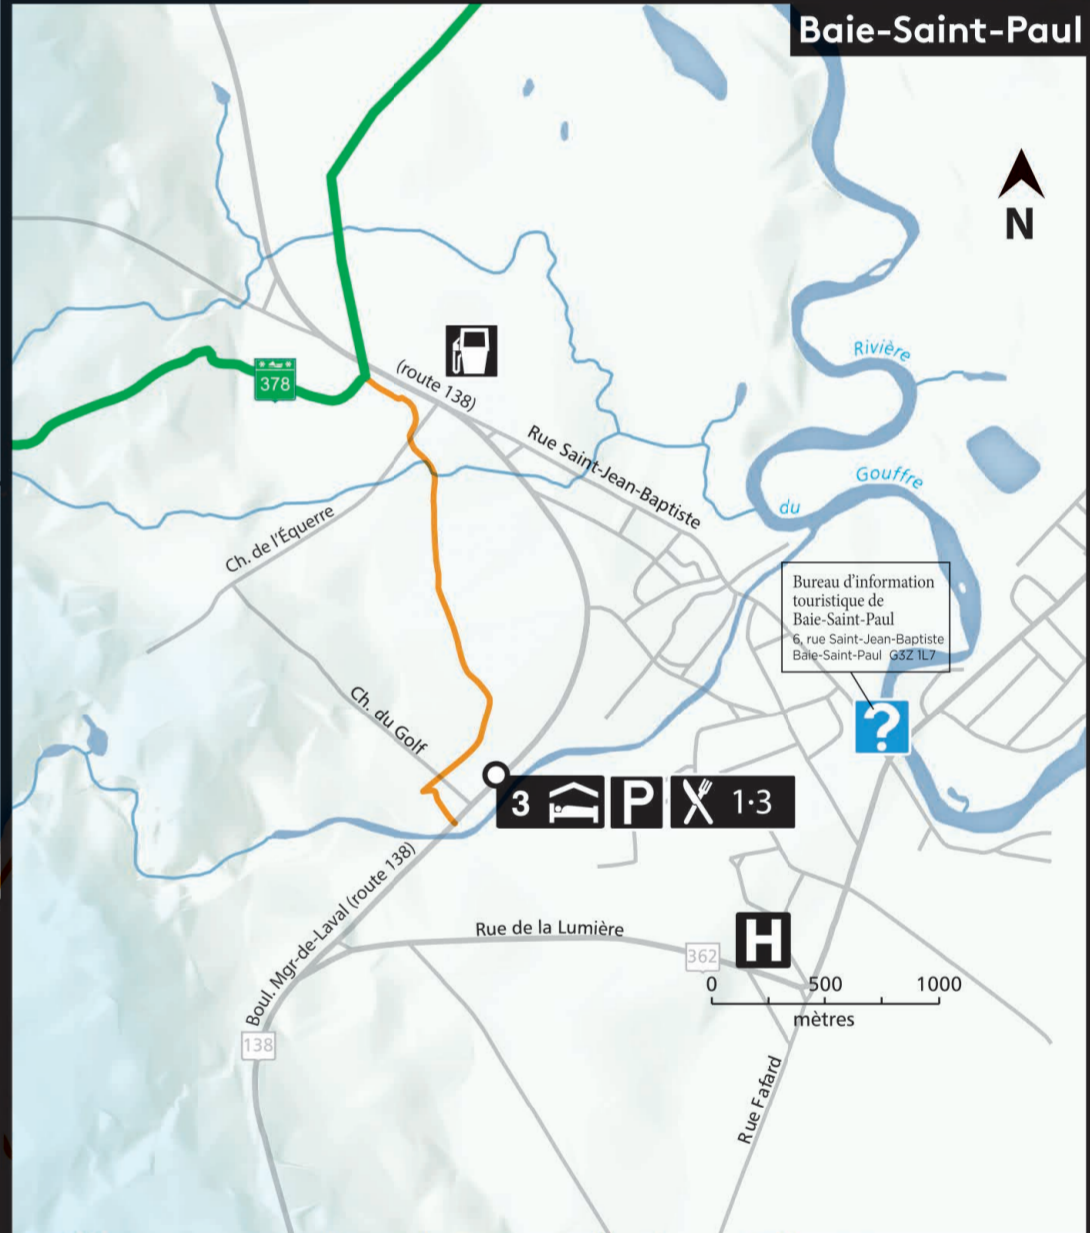 Baie-Saint-Paul
N
378
(route 138)
Rue Saint-Jean-Baptiste
Rivière
du
Gouffre
Ch. de l'Équerre
Bureau d'information
touristique de
Baie-Saint-Paul
6, rue Saint-Jean-Baptiste
Baie-Saint-Paul G3Z 1L7
?
Ch. du Golf
3
P
1·3
Boul. Mgr-de-Laval (route 138)
Rue de la Lumière
362
H
0 500 1000
mètres
138
Rue Fafard